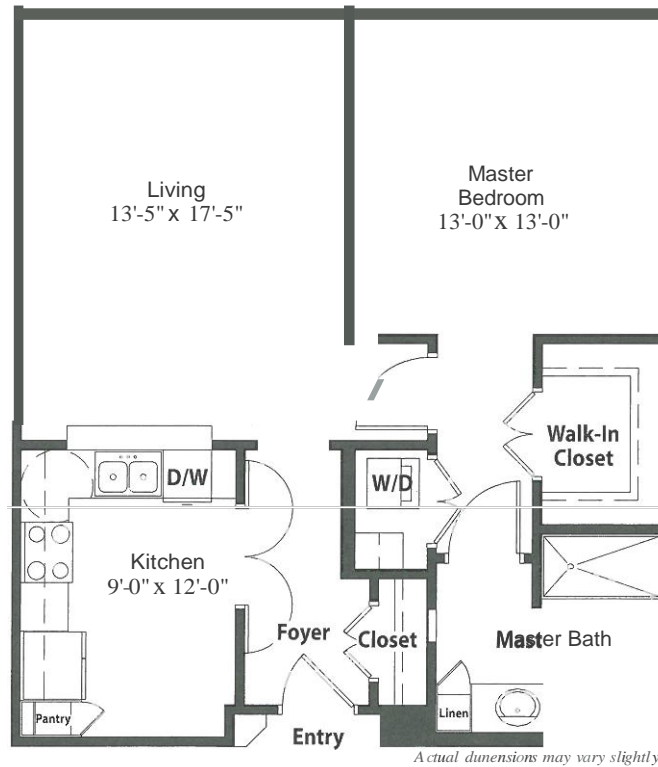 Living
13'-5" x 17'-5"
Master
Bedroom
13'-0" x 13'-0"
Walk-In
Closet
D/W
W/D
Kitchen
9'-0" x 12'-0"
Foyer
Closet
Master Bath
Pantry
Linen
Entry
Actual dunensions may vary slightly